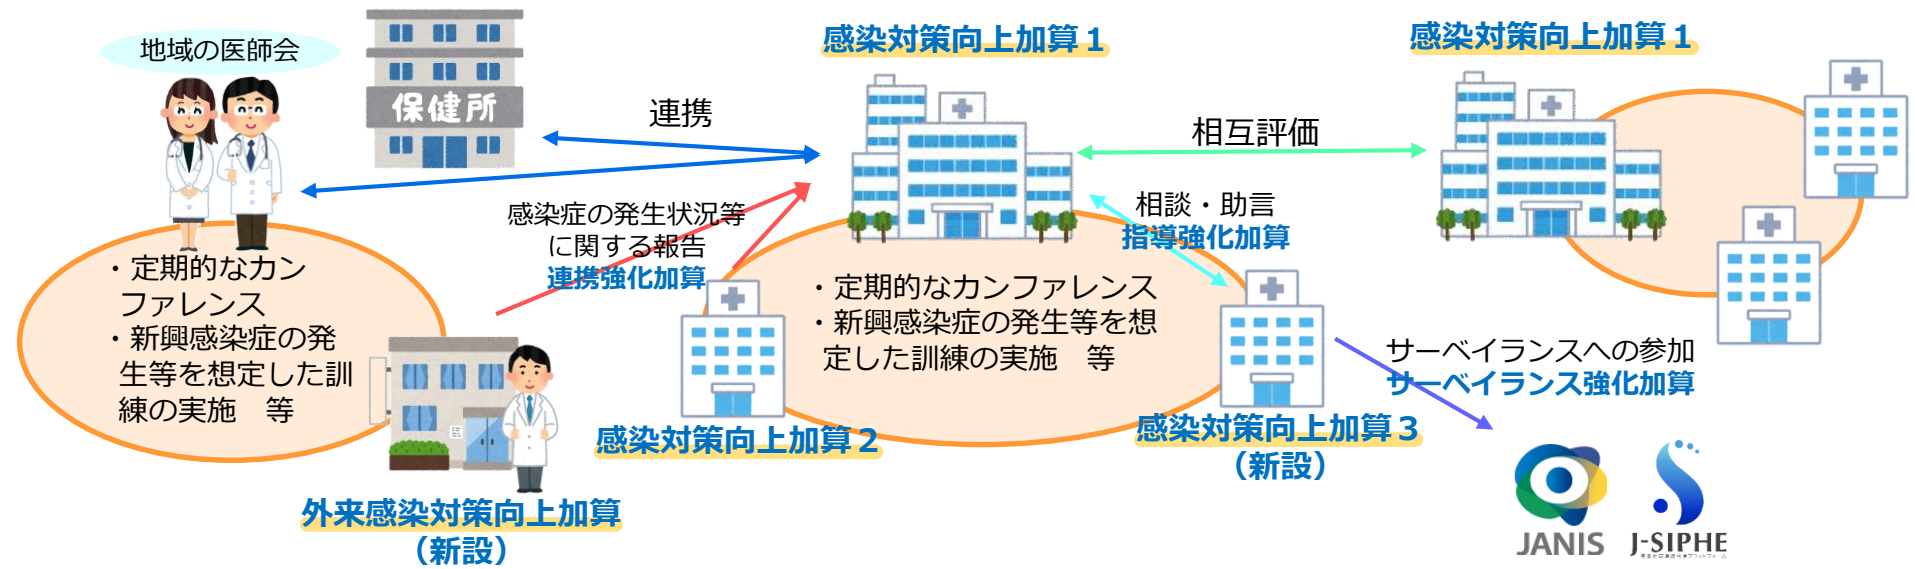 地域の医師会
保健所
連携
感染対策向上加算１
感染対策向上加算１
相互評価
感染症の発生状況等
に関する報告
連携強化加算
相談・助言
指導強化加算
・定期的なカン
ファレンス
・新興感染症の発
生等を想定した訓
練の実施　等
・定期的なカンファレンス
・新興感染症の発生等を想
定した訓練の実施　等
サーベイランスへの参加
サーベイランス強化加算
感染対策向上加算２
感染対策向上加算３
（新設）
外来感染対策向上加算
（新設）
JANIS
J-SIPHE